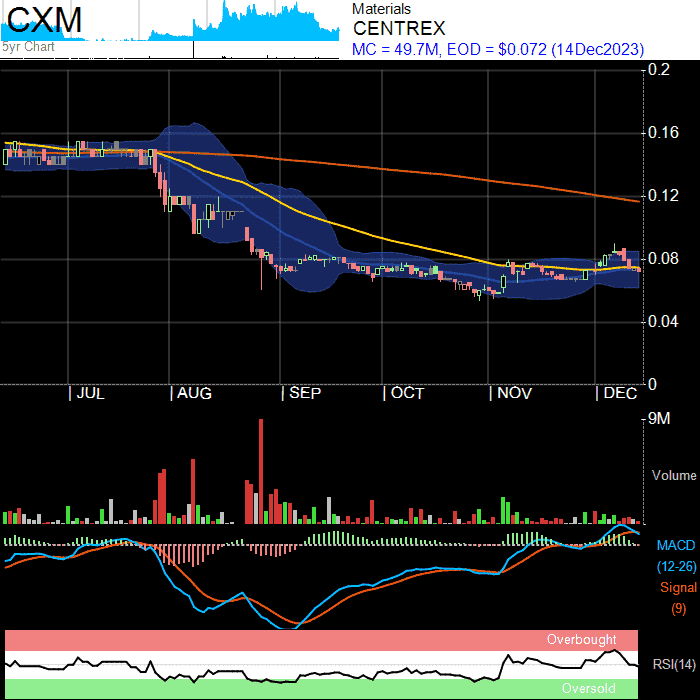 CXM
5yr Chart
Materials
CENTREX
MC = 49.7M, EOD = $0.072 (14Dec2023)
0.2
0.16
0.12
0.08
0.04
0
JUL
AUG
SEP
OCT
NOV
DEC
9M
Volume
MACD
(12-26)
Signal
(9)
Overbought
RSI(14)
Oversold